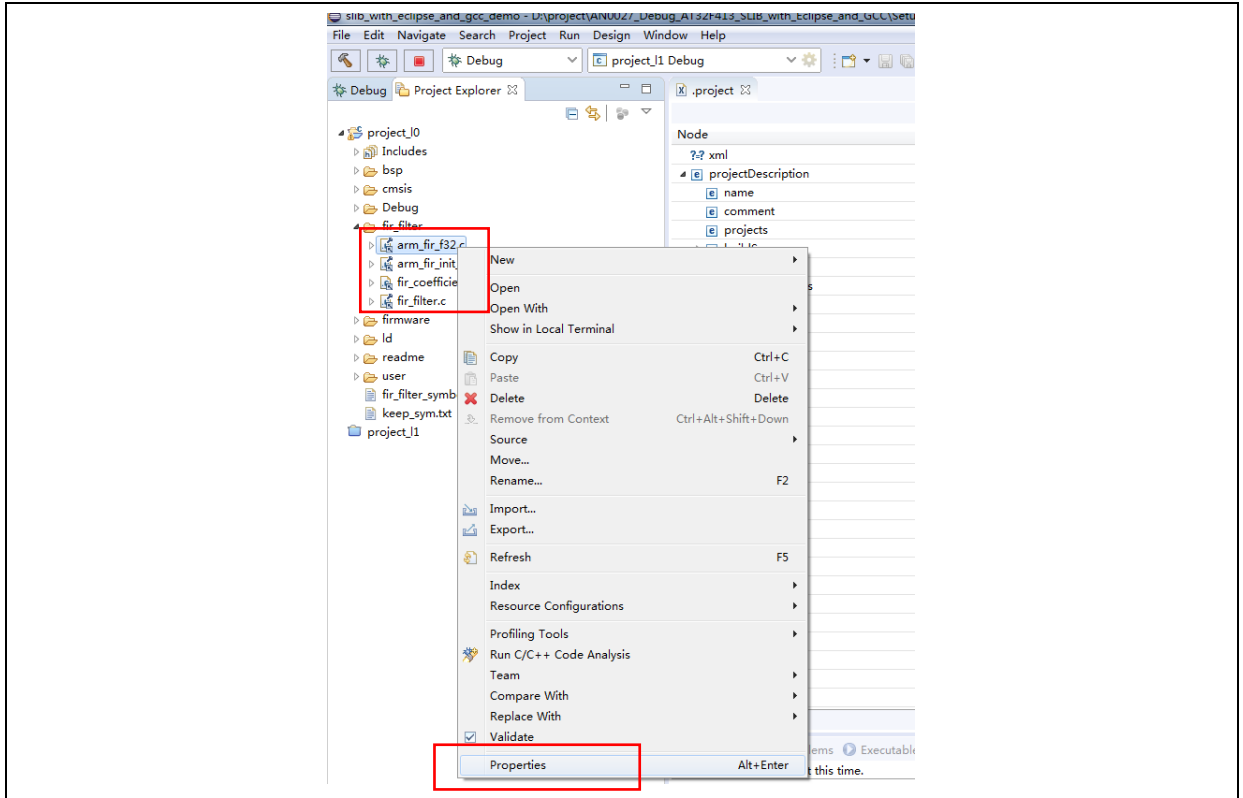 slib_with_eclipse_and_gcc_demo - D:\project\AN0027_Debug_AT32F413_SLIB_with_Eclipse_and_GCC\Setu
File Edit Navigate Search Project Run Design Window Help
Debug project_l1 Debug
Debug Project Explorer .project
project_l0 Node
Includes ?=? xml
bsp projectDescription
cmsis name
Debug comment
fir_filter projects
arm_fir_f32.c
arm_fir_init_
fir_coefficie
fir_filter.c
firmware
ld
readme
user
fir_filter_symb
keep_sym.txt
project_l1
New
Open
Open With
Show in Local Terminal
Copy Ctrl+C
Paste Ctrl+V
Delete Delete
Remove from Context Ctrl+Alt+Shift+Down
Source
Move...
Rename... F2
Import...
Export...
Refresh F5
Index
Resource Configurations
Profiling Tools
Run C/C++ Code Analysis
Team
Compare With
Replace With
Validate
Properties Alt+Enter
lems Executable
t this time.